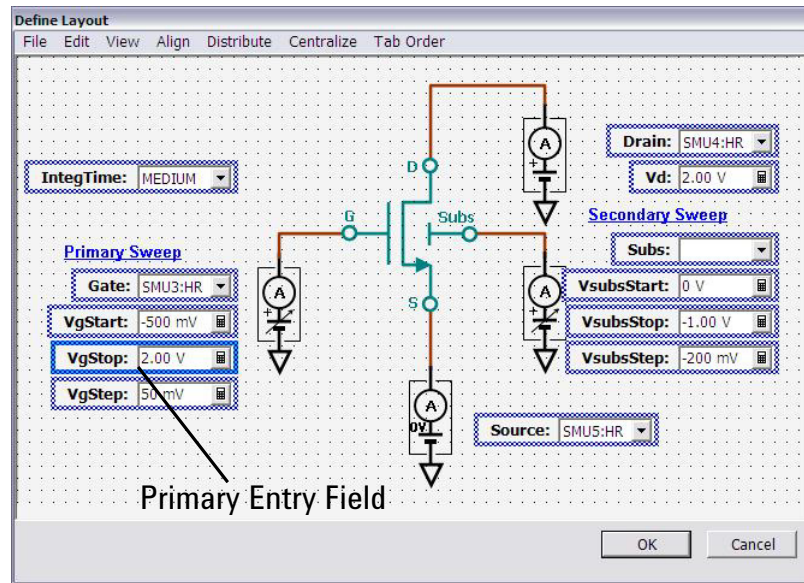 Define Layout
File Edit View Align Distribute Centralize Tab Order
IntegTime: MEDIUM
Primary Sweep
Gate: SMU3:HR
VgStart: -500 mV
VgStop: 2.00 V
VgStep: 50 mV
Primary Entry Field
D
G
Subs
S
A
+
A
+
A
+
A
0V
Drain: SMU4:HR
Vd: 2.00 V
Secondary Sweep
Subs:
VsubsStart: 0 V
VsubsStop: -1.00 V
VsubsStep: -200 mV
Source: SMU5:HR
OK Cancel